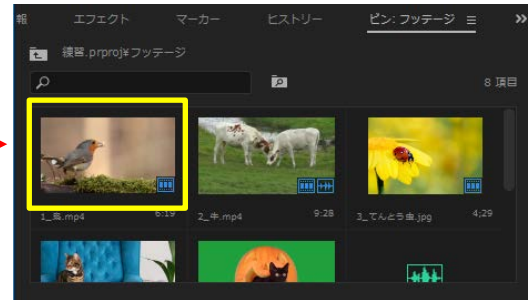 報 エフェクト マーカー ヒストリー ピン: フッテージ ≡ »
練習.prproj¥フッテージ
8 項目
1_鳥.mp4 6:19 2_牛.mp4 9:28 3_てんとう虫.jpg 4;29